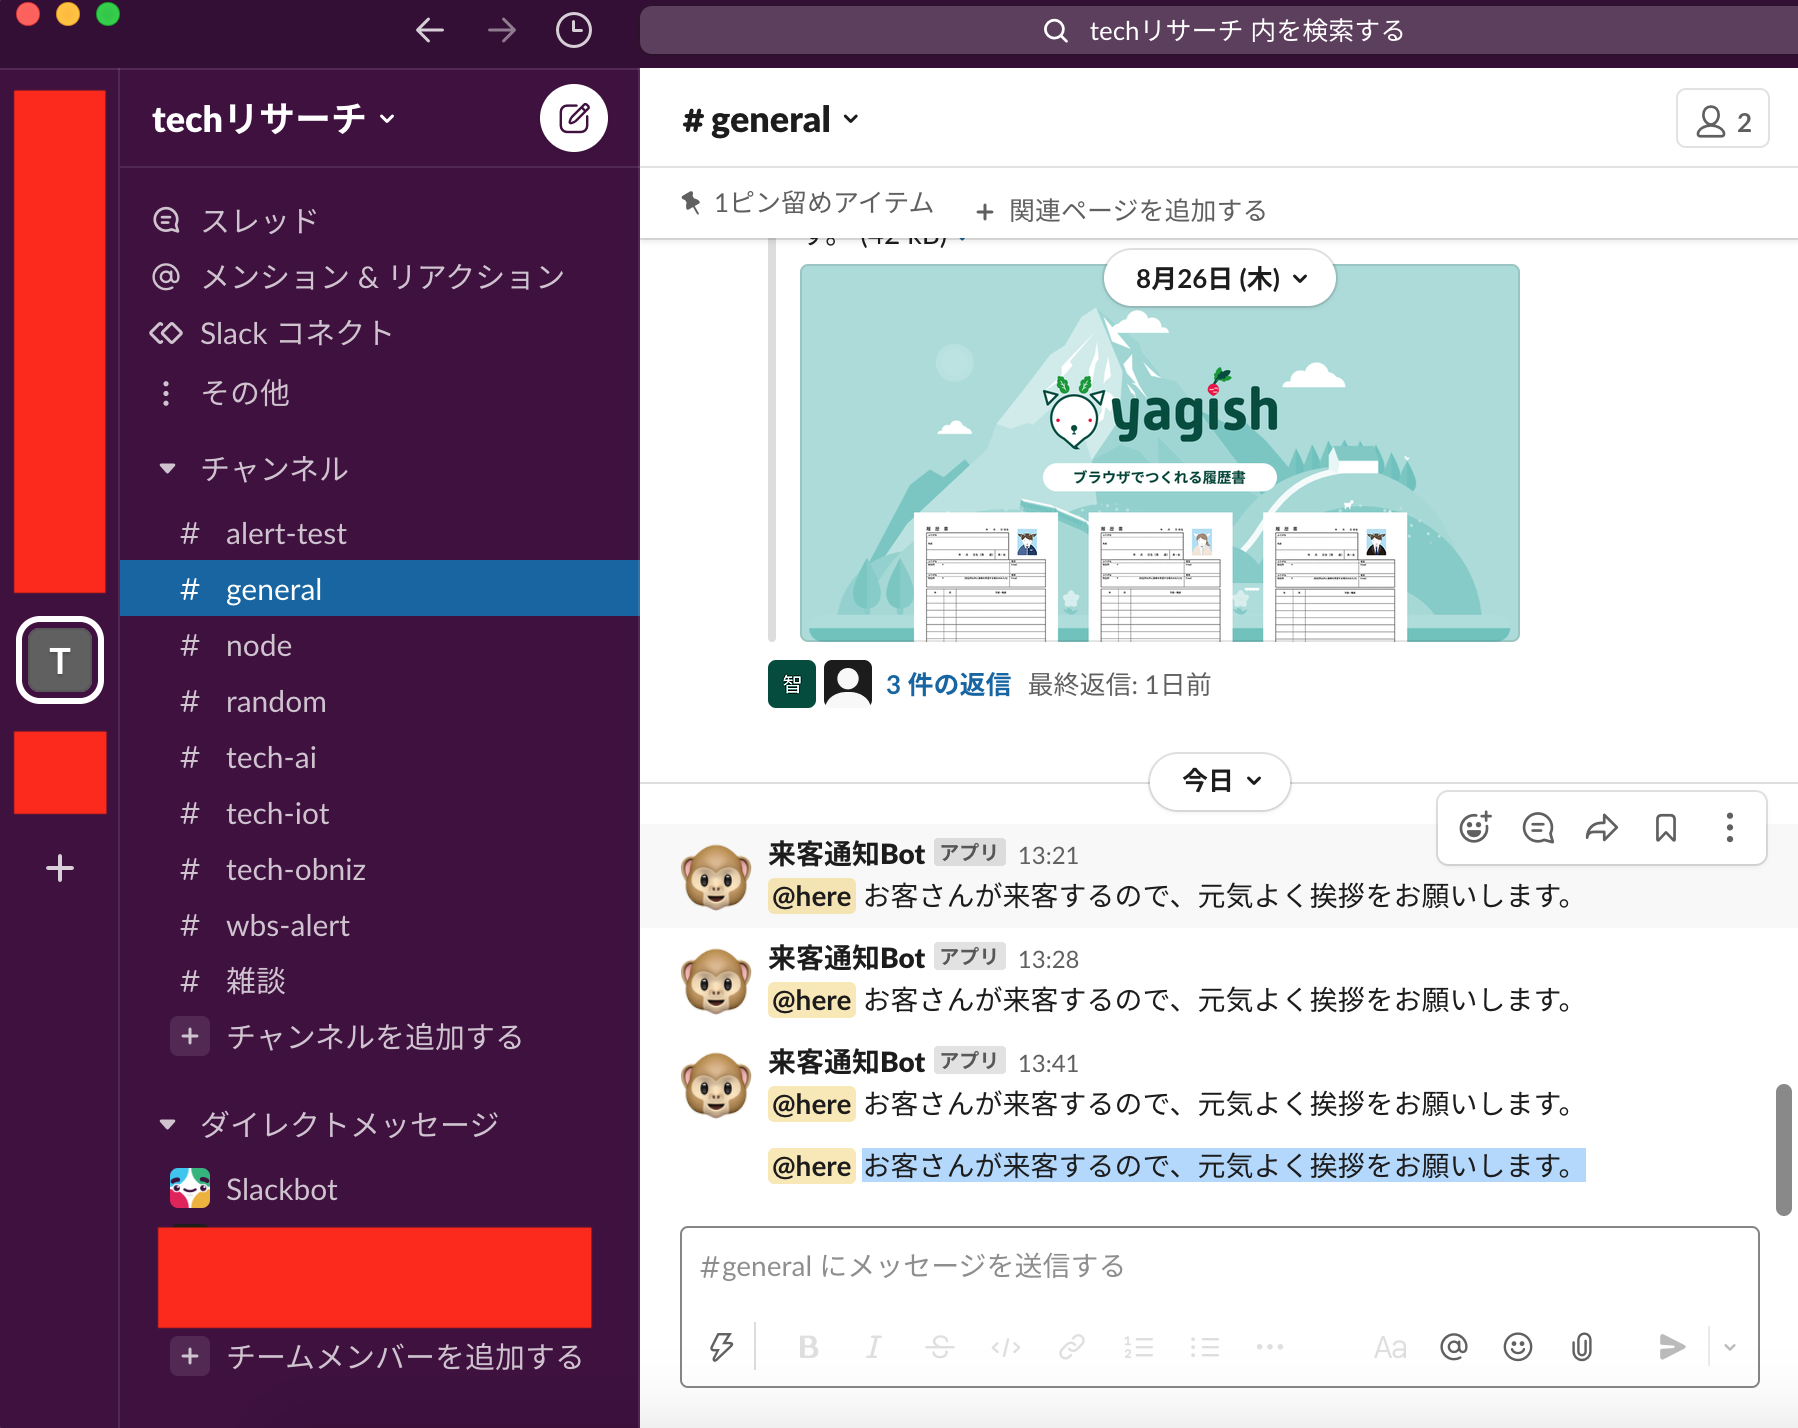 techリサーチ 内を検索する
techリサーチ
スレッド
メンション & リアクション
Slack コネクト
その他
チャンネル
# alert-test
# general
# node
# random
# tech-ai
# tech-iot
# tech-obniz
# wbs-alert
# 雑談
+ チャンネルを追加する
ダイレクトメッセージ
Slackbot
+ チームメンバーを追加する
T
+
# general
2
1ピン留めアイテム
+ 関連ページを追加する
8月26日 (木)
yagish
ブラウザでつくれる履歴書
履 歴 書
履 歴 書
履 歴 書
智
3 件の返信 最終返信: 1日前
今日
来客通知Bot アプリ 13:21
@here お客さんが来客するので、元気よく挨拶をお願いします。
来客通知Bot アプリ 13:28
@here お客さんが来客するので、元気よく挨拶をお願いします。
来客通知Bot アプリ 13:41
@here お客さんが来客するので、元気よく挨拶をお願いします。
@here お客さんが来客するので、元気よく挨拶をお願いします。
#general にメッセージを送信する
B I S </> Aa @